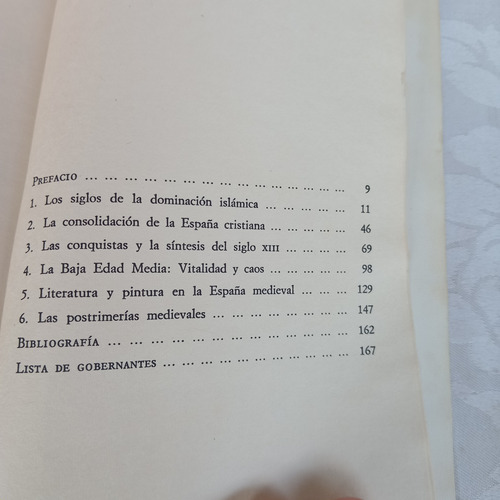 PREFACIO ... ... ... ... ... ... ... ... ... ... ... ... ... ... 9
1. Los siglos de la dominación islámica ... ... ... ... ... 11
2. La consolidación de la España cristiana ... ... ... ... 46
3. Las conquistas y la síntesis del siglo XIII ... ... ... ... 69
4. La Baja Edad Media: Vitalidad y caos ... ... ... ... ... 98
5. Literatura y pintura en la España medieval ... ... ... 129
6. Las postrimerías medievales ... ... ... ... ... ... ... 147
BIBLIOGRAFÍA ... ... ... ... ... ... ... ... ... ... ... ... 162
LISTA DE GOBERNANTES ... ... ... ... ... ... ... ... ... ... 167